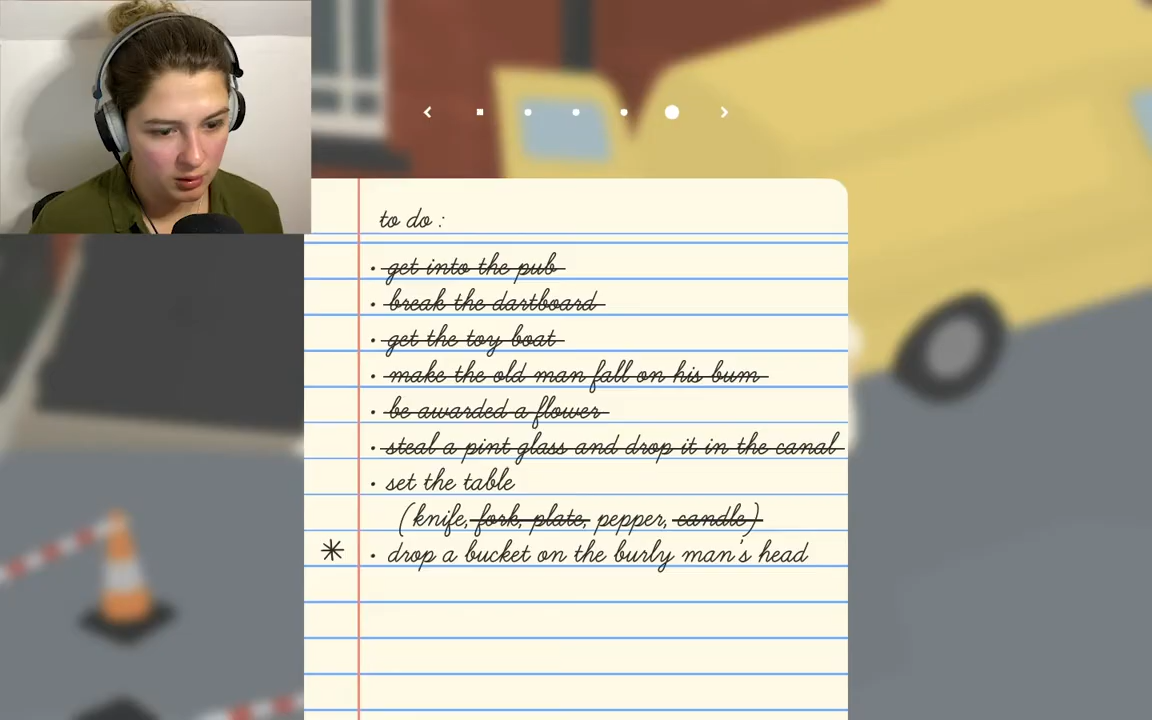 to do :
• get into the pub
• break the dartboard
• get the toy boat
• make the old man fall on his bum
• be awarded a flower
• steal a pint glass and drop it in the canal
• set the table
(knife, fork, plate, pepper, candle)
* • drop a bucket on the burly man's head